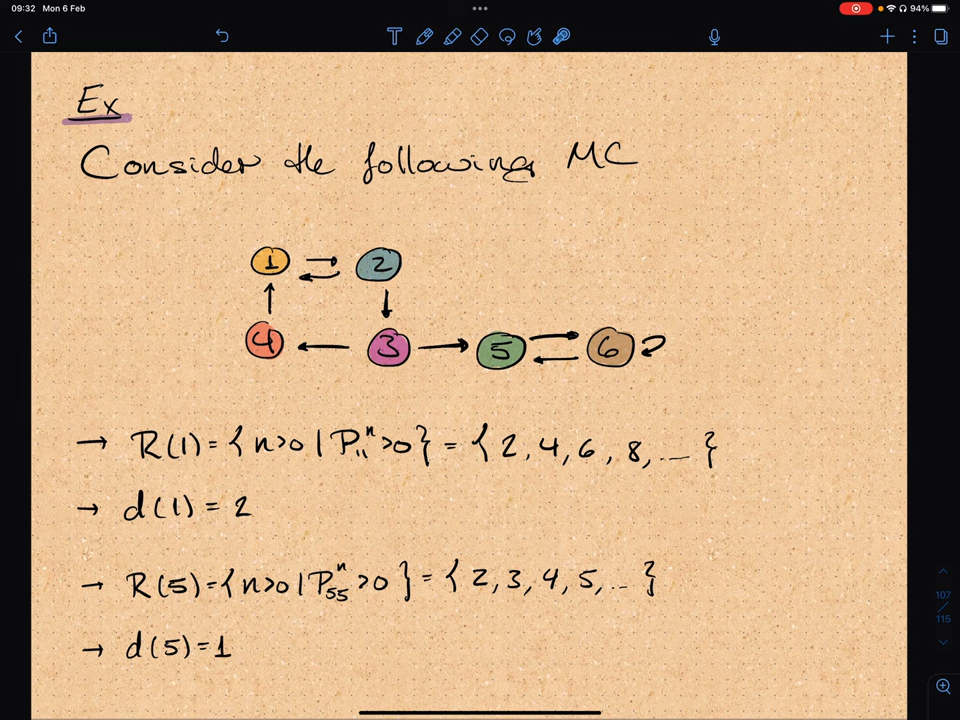 09:32 Mon 6 Feb
94%
Ex
Consider the following MC
1 2
4 3 5 6
→ R(1) = { n>0 | P₁₁ⁿ >0 } = { 2, 4, 6, 8, ... }
→ d(1) = 2
→ R(5) = { n>0 | P₅₅ⁿ >0 } = { 2, 3, 4, 5, ... }
→ d(5) = 1
107
/
115